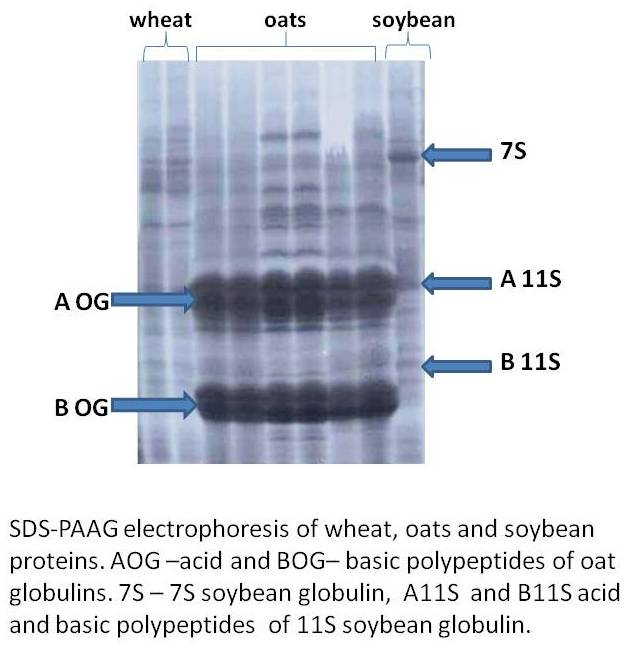 wheat oats soybean
7S
A 11S
A OG
B 11S
B OG
SDS-PAAG electrophoresis of wheat, oats and soybean
proteins. AOG –acid and BOG– basic polypeptides of oat
globulins. 7S – 7S soybean globulin,  A11S  and B11S acid
and basic polypeptides  of 11S soybean globulin.